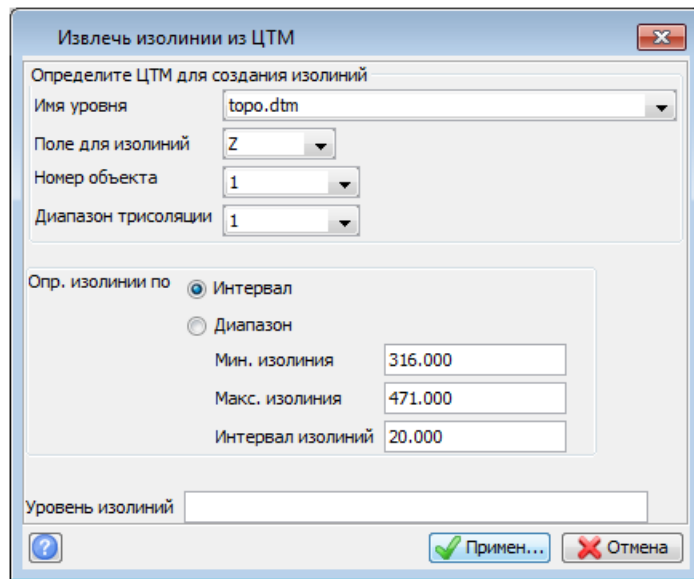 Извлечь изолинии из ЦТМ
Определите ЦТМ для создания изолиний
Имя уровня topo.dtm
Поле для изолиний Z
Номер объекта 1
Диапазон трисоляции 1
Опр. изолинии по Интервал
Диапазон
Мин. изолиния 316.000
Макс. изолиния 471.000
Интервал изолиний 20.000
Уровень изолиний
? Примен... Отмена